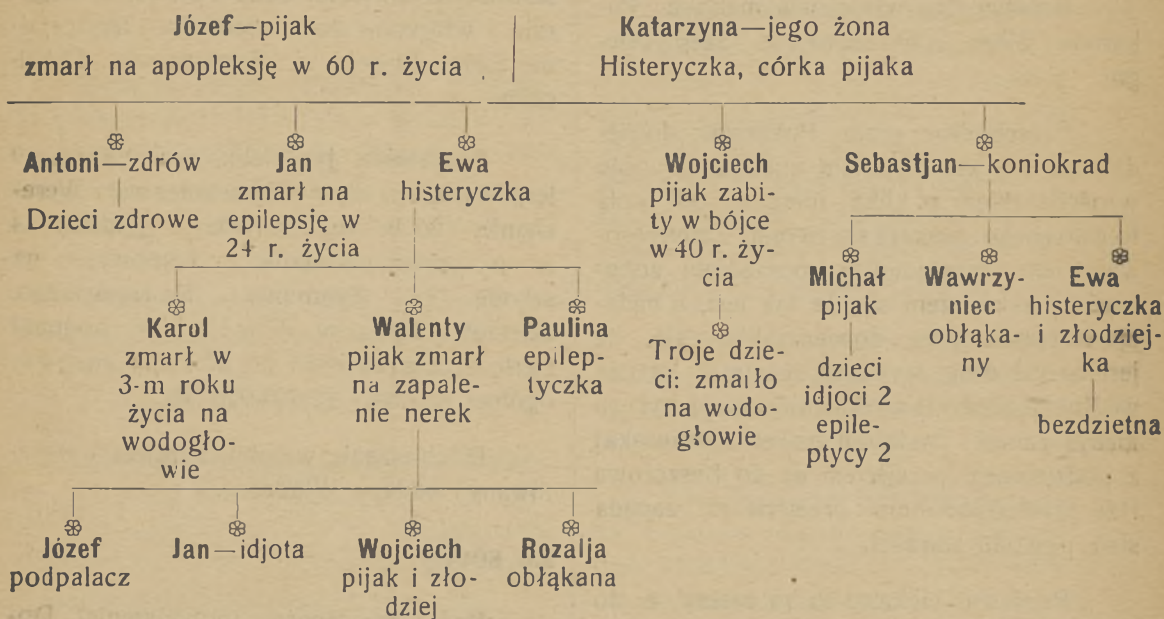 Józef—pijak
zmarł na apopleksję w 60 r. życia
Katarzyna—jego żona
Histeryczka, córka pijaka
Antoni—zdrów
Dzieci zdrowe
Jan
zmarł na
epilepsję w
24 r. życia
Ewa
histeryczka
Wojciech
pijak zabi-
ty w bójce
w 40 r. ży-
cia
Sebastjan—koniokrad
Karol
zmarł w
3-m roku
życia na
wodogło-
wie
Walenty
pijak zmarł
na zapale-
nie nerek
Paulina
epilep-
tyczka
Troje dzie-
ci: zmarło
na wodo-
głowie
Michał
pijak
dzieci
idjoci 2
epile-
ptycy 2
Wawrzy-
niec
obłąka-
ny
Ewa
histeryczka
i złodziej-
ka
bezdzietna
Józef
podpalacz
Jan—idjota
Wojciech
pijak i zło-
dziej
Rozalja
obłąkana